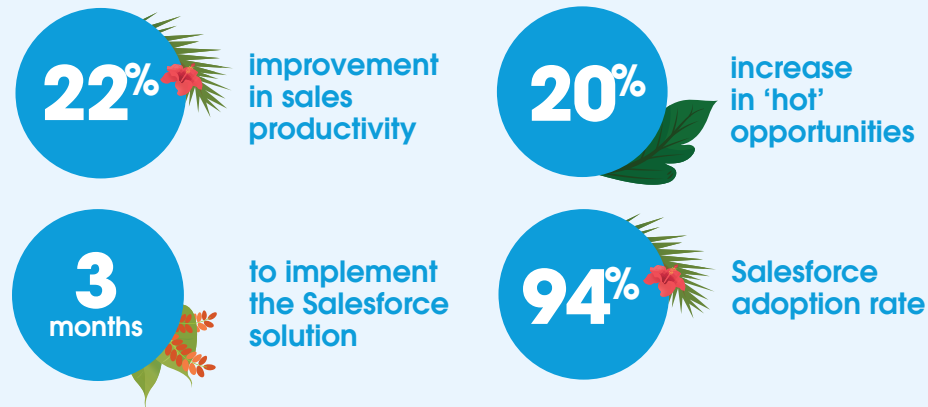 22%
improvement
in sales
productivity
20%
increase
in ‘hot’
opportunities
3
months
to implement
the Salesforce
solution
94%
Salesforce
adoption rate